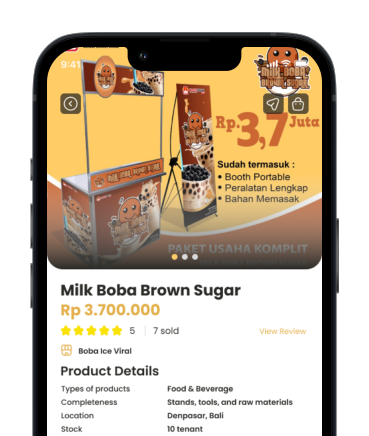 9:41
MILK BOBA
BROWN SUGAR
Rp. 3,7 Juta
Sudah termasuk :
• Booth Portable
• Peralatan Lengkap
• Bahan Memasak
PAKET USAHA KOMPLIT
Milk Boba Brown Sugar
Rp 3.700.000
5 | 7 sold
View Review
Boba Ice Viral
Product Details
Types of products Food & Beverage
Completeness Stands, tools, and raw materials
Location Denpasar, Bali
Stock 10 tenant